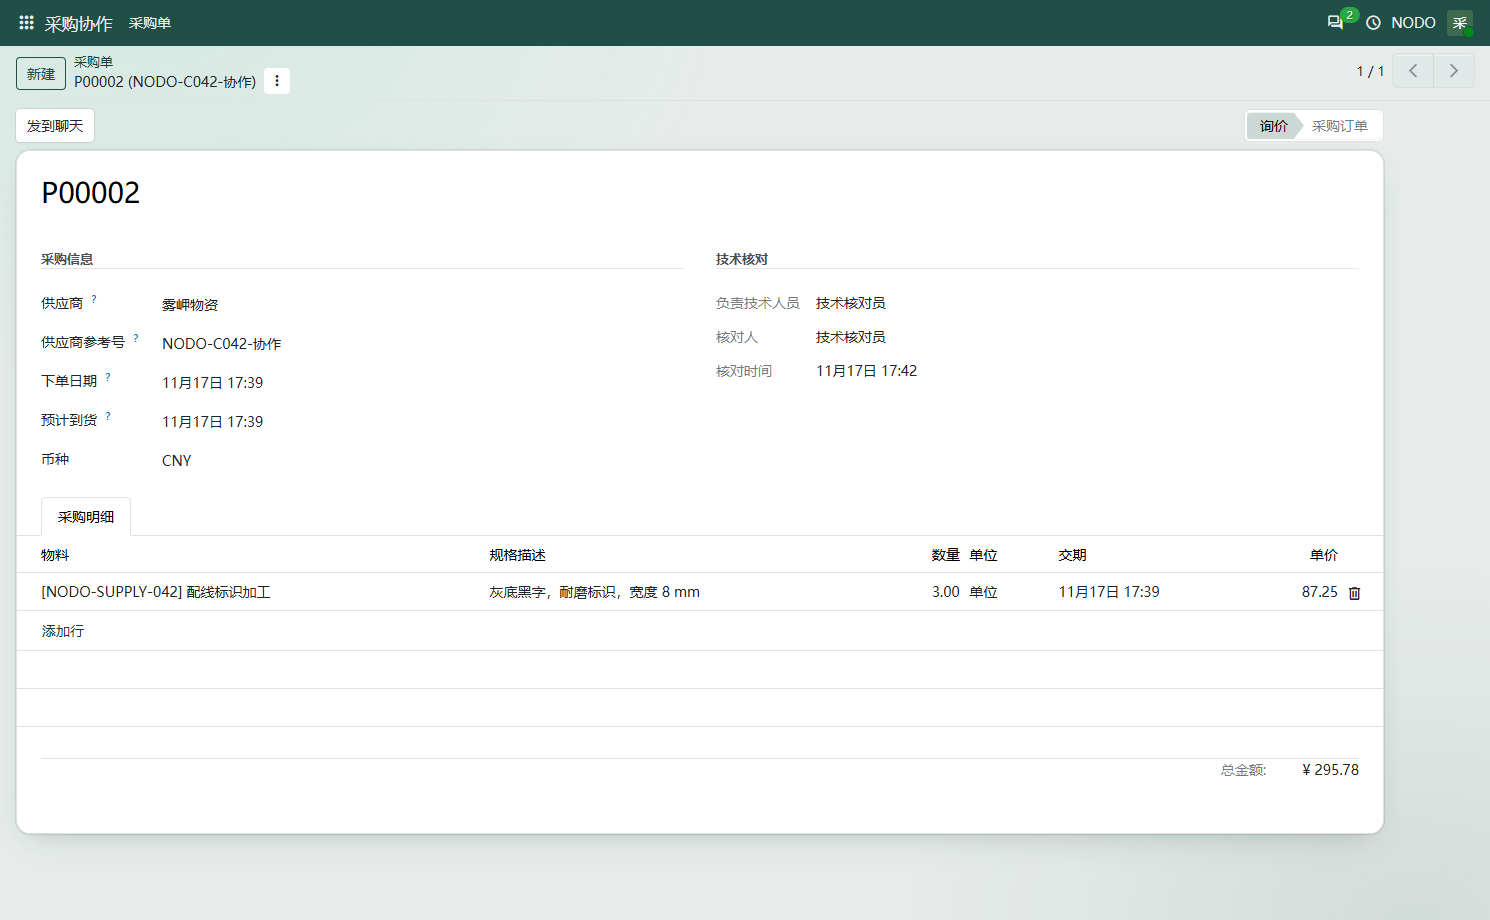 采购协作 采购单 2 NODO 采
新建 采购单
P00002 (NODO-C042-协作)
1 / 1
发到聊天
询价 采购订单
P00002
采购信息
供应商 ? 雾岬物资
供应商参考号 ? NODO-C042-协作
下单日期 ? 11月17日 17:39
预计到货 ? 11月17日 17:39
币种 CNY
技术核对
负责技术人员 技术核对员
核对人 技术核对员
核对时间 11月17日 17:42
采购明细
物料 规格描述 数量 单位 交期 单价
[NODO-SUPPLY-042] 配线标识加工 灰底黑字，耐磨标识，宽度 8 mm 3.00 单位 11月17日 17:39 87.25
添加行
总金额: ¥ 295.78